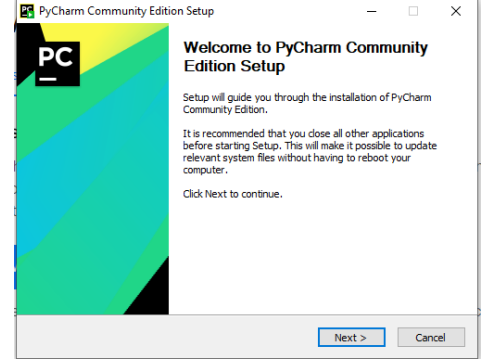 PyCharm Community Edition Setup
PC
Welcome to PyCharm Community
Edition Setup
Setup will guide you through the installation of PyCharm
Community Edition.
It is recommended that you close all other applications
before starting Setup. This will make it possible to update
relevant system files without having to reboot your
computer.
Click Next to continue.
Next >
Cancel